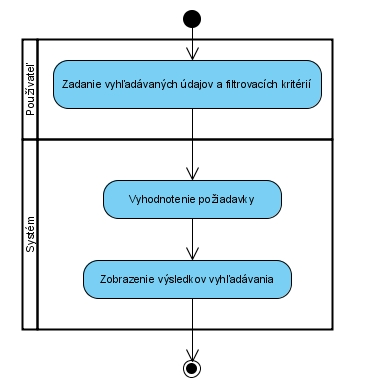 Používateľ
Zadanie vyhľadávaných údajov a filtrovacích kritérií
Systém
Vyhodnotenie požiadavky
Zobrazenie výsledkov vyhľadávania